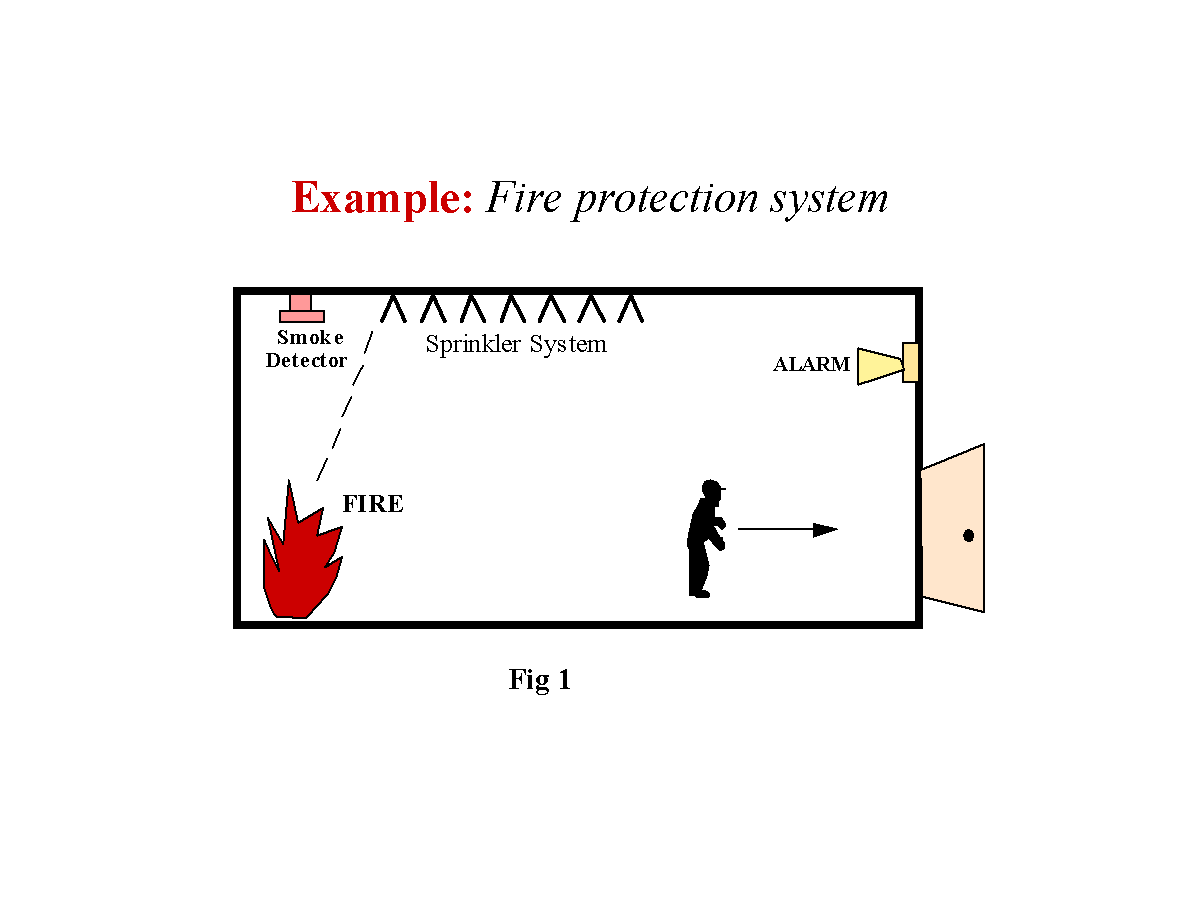 Example: Fire protection system
Smoke
Detector
Sprinkler System
ALARM
FIRE
Fig 1